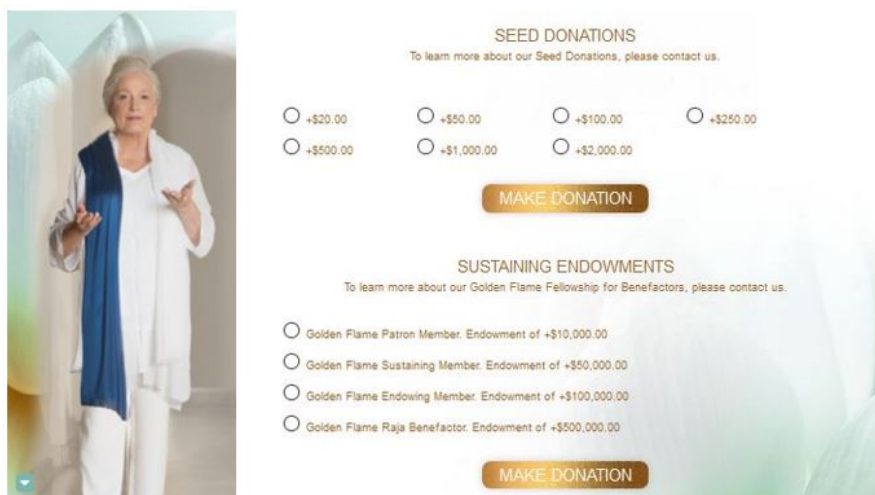 SEED DONATIONS
To learn more about our Seed Donations, please contact us.
+$20.00 +$50.00 +$100.00 +$250.00
+$500.00 +$1,000.00 +$2,000.00
MAKE DONATION
SUSTAINING ENDOWMENTS
To learn more about our Golden Flame Fellowship for Benefactors, please contact us.
Golden Flame Patron Member. Endowment of +$10,000.00
Golden Flame Sustaining Member. Endowment of +$50,000.00
Golden Flame Endowing Member. Endowment of +$100,000.00
Golden Flame Raja Benefactor. Endowment of +$500,000.00
MAKE DONATION